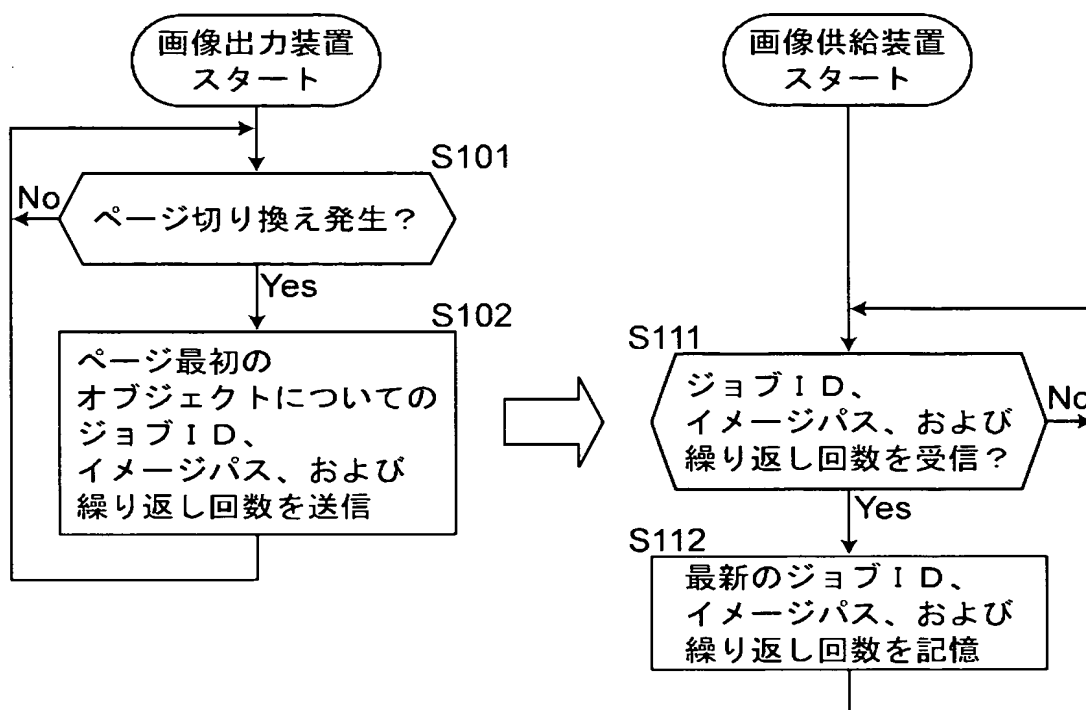 画像出力装置
スタート
S101
No
ページ切り換え発生？
Yes
S102
ページ最初の
オブジェクトについての
ジョブＩＤ、
イメージパス、および
繰り返し回数を送信
画像供給装置
スタート
S111
ジョブＩＤ、
イメージパス、および
繰り返し回数を受信？
No
Yes
S112
最新のジョブＩＤ、
イメージパス、および
繰り返し回数を記憶